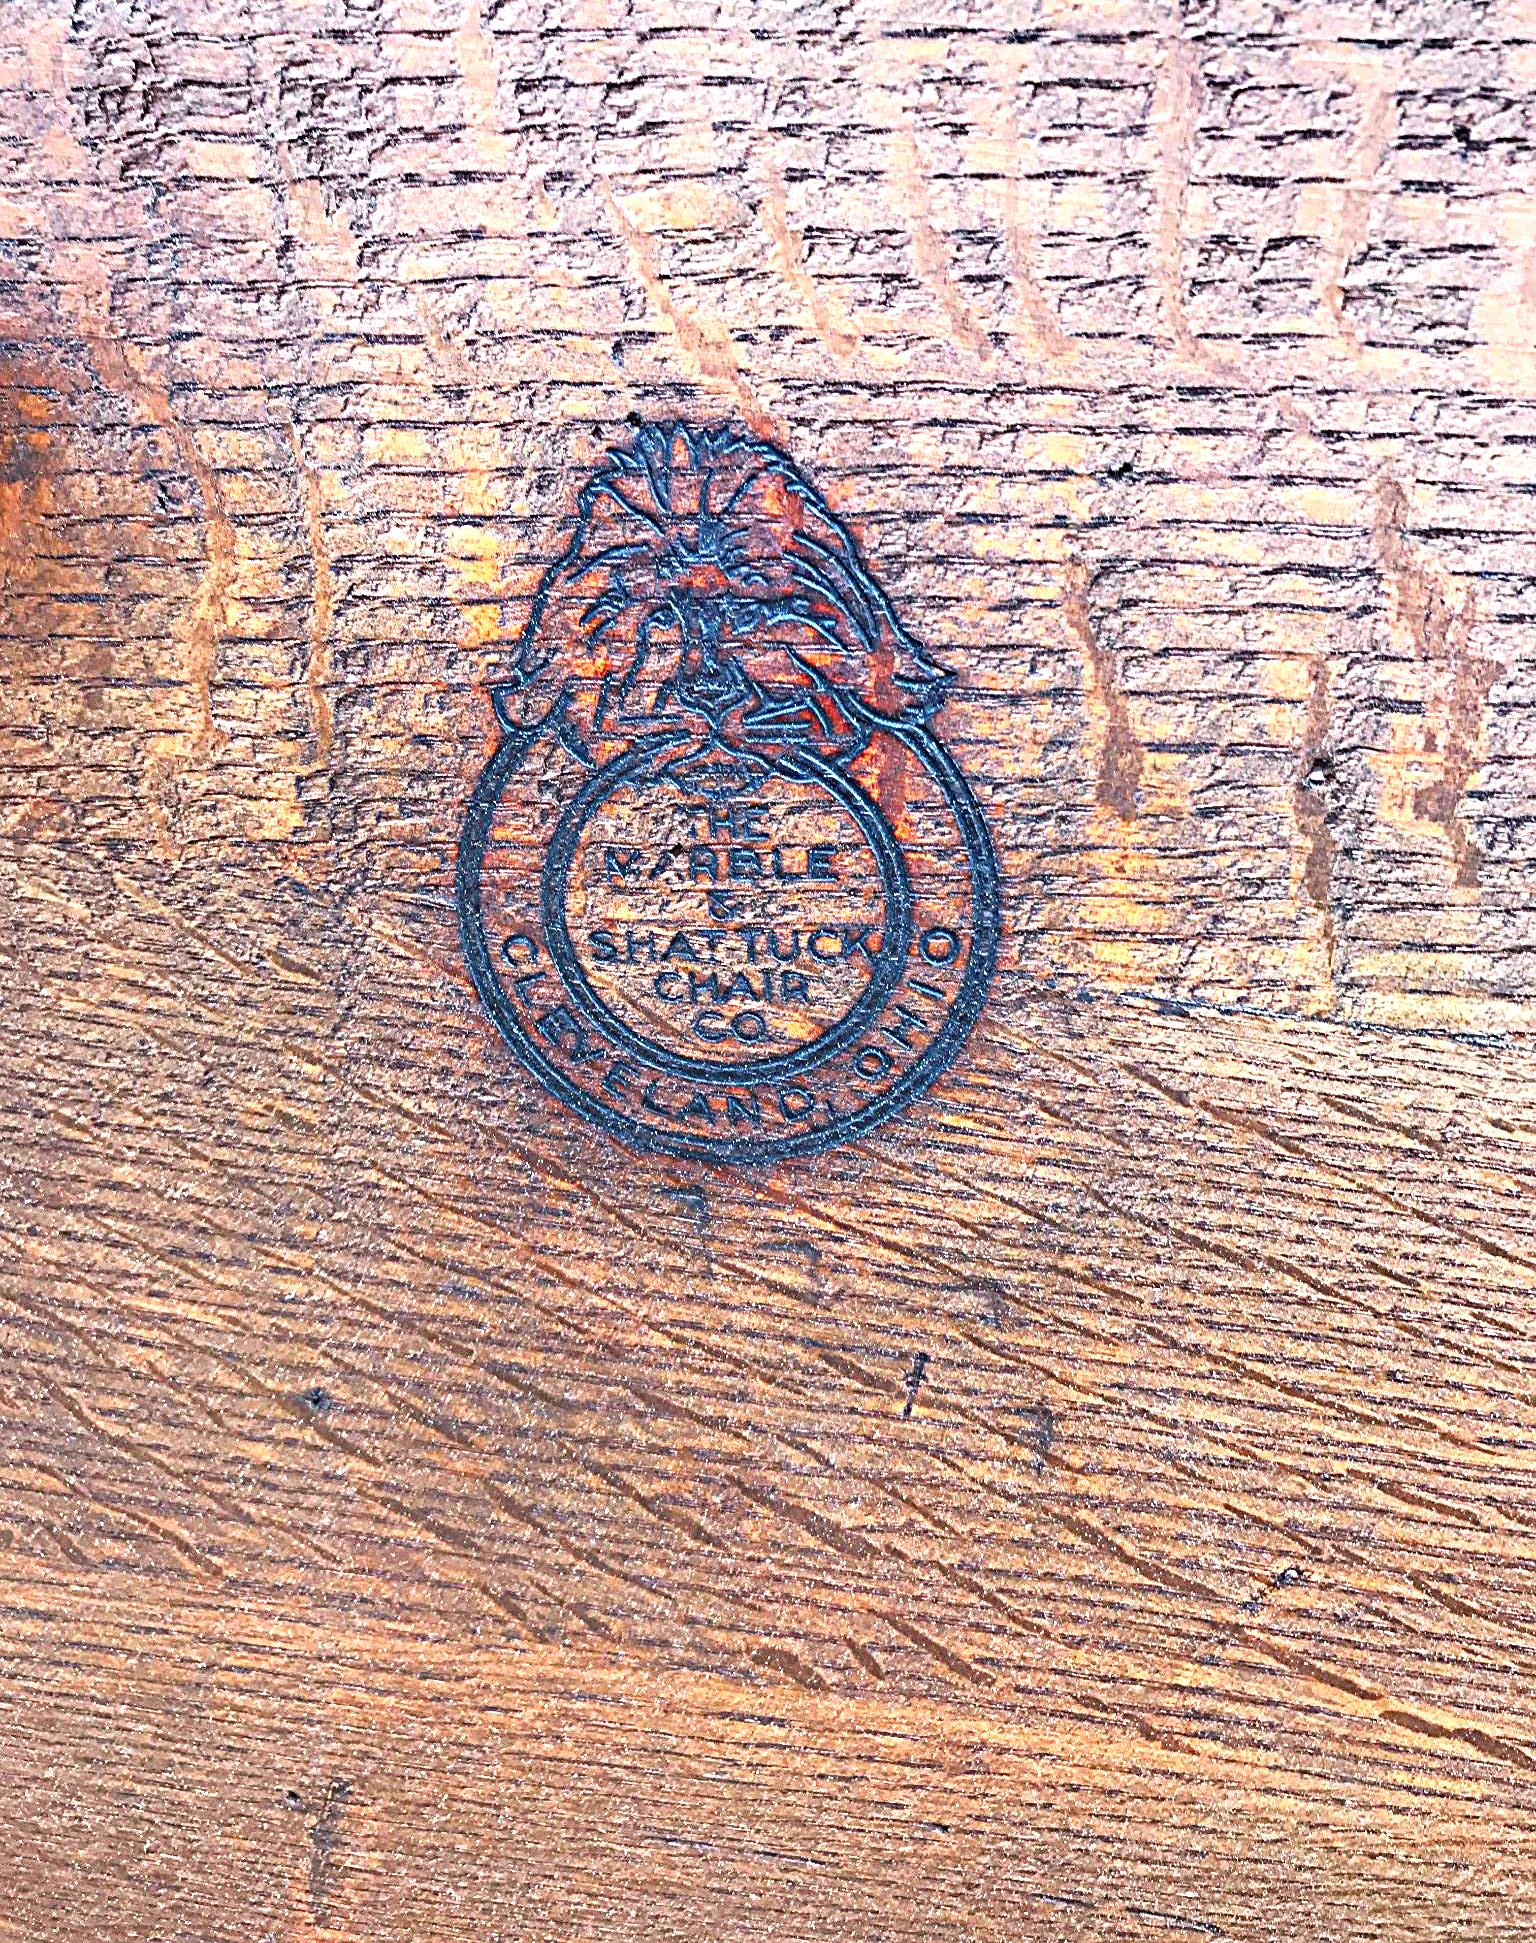 THE
MARBLE
&
SHATTUCK
CHAIR
CO.
CLEVELAND, OHIO